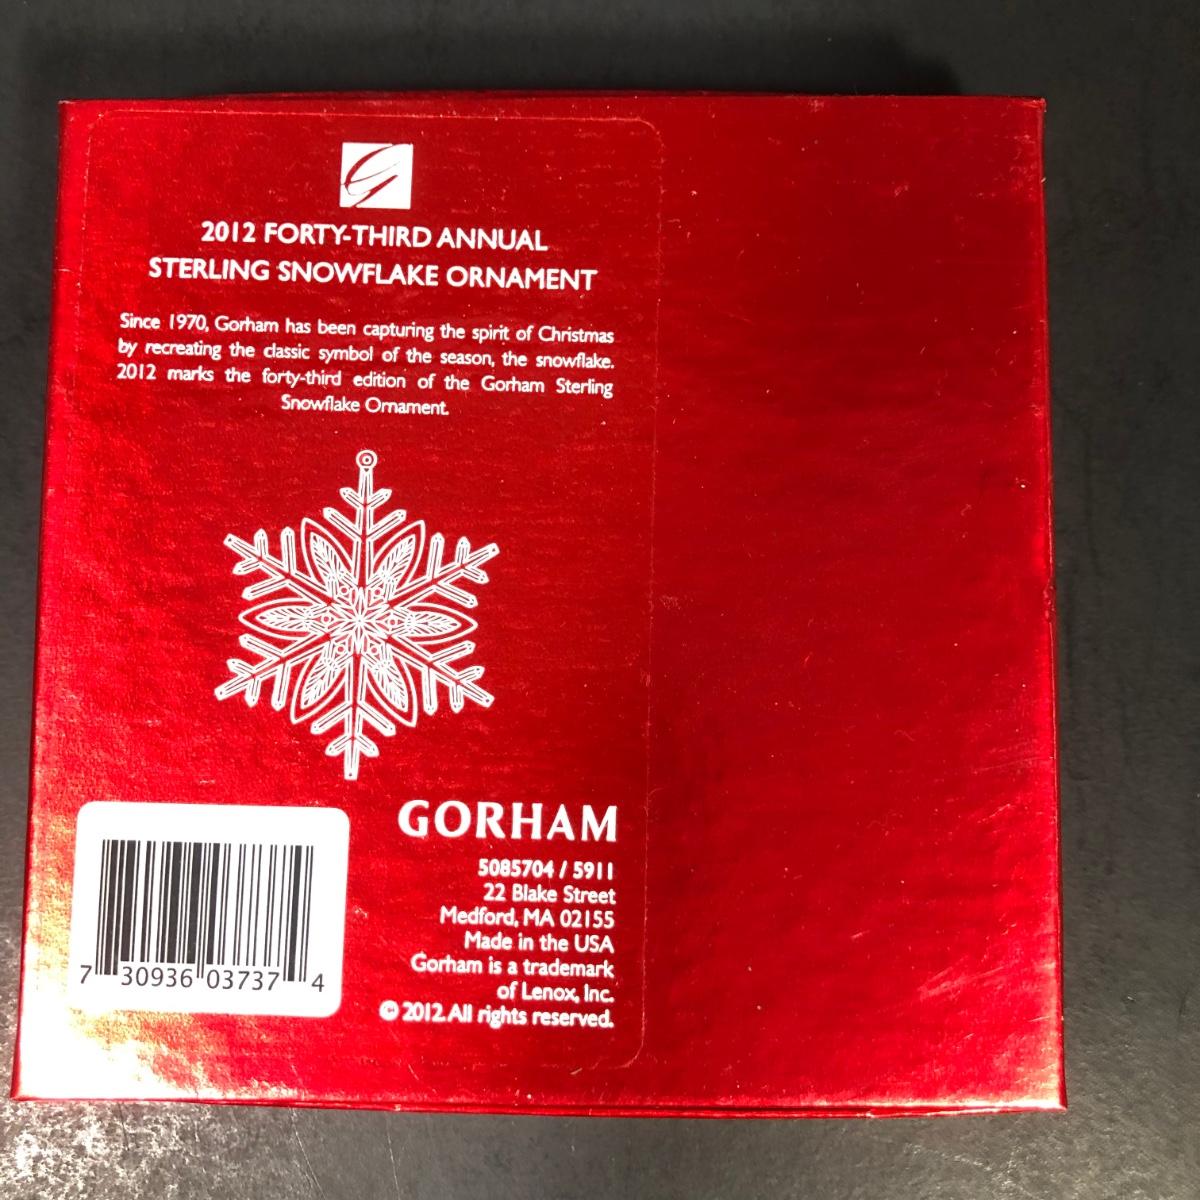 G
2012 FORTY-THIRD ANNUAL
STERLING SNOWFLAKE ORNAMENT
Since 1970, Gorham has been capturing the spirit of Christmas
by recreating the classic symbol of the season, the snowflake.
2012 marks the forty-third edition of the Gorham Sterling
Snowflake Ornament.
GORHAM
5085704 / 5911
22 Blake Street
Medford, MA 02155
Made in the USA
Gorham is a trademark
of Lenox, Inc.
© 2012. All rights reserved.
7 30936 03737 4